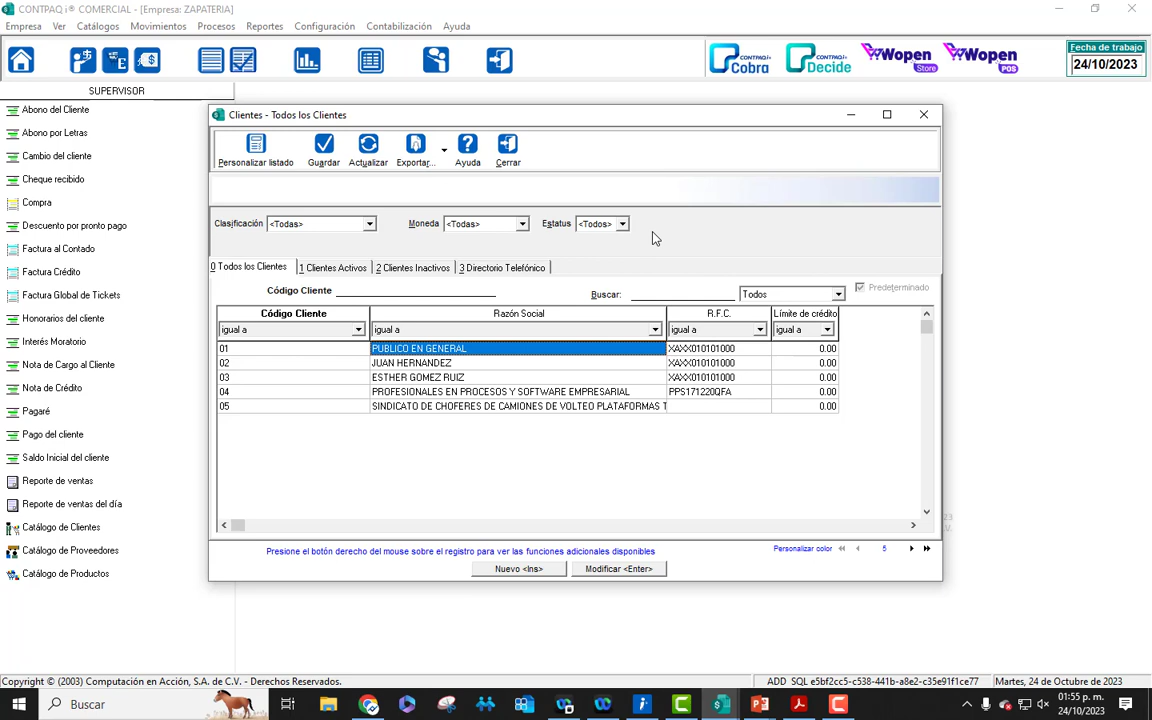 CONTPAQ i® COMERCIAL - [Empresa: ZAPATERIA]
Empresa Ver Catálogos Movimientos Procesos Reportes Configuración Contabilización Ayuda
CONTPAQi Cobra
CONTPAQi Decide
Wopen Store
Wopen POS
Fecha de trabajo
24/10/2023
SUPERVISOR
Abono del Cliente
Abono por Letras
Cambio del cliente
Cheque recibido
Compra
Descuento por pronto pago
Factura al Contado
Factura Crédito
Factura Global de Tickets
Honorarios del cliente
Interés Moratorio
Nota de Cargo al Cliente
Nota de Crédito
Pagaré
Pago del cliente
Saldo Inicial del cliente
Reporte de ventas
Reporte de ventas del día
Catálogo de Clientes
Catálogo de Proveedores
Catálogo de Productos
Clientes - Todos los Clientes
Personalizar listado Guardar Actualizar Exportar... Ayuda Cerrar
Clasificación <Todas> Moneda <Todas> Estatus <Todos>
0 Todos los Clientes 1 Clientes Activos 2 Clientes Inactivos 3 Directorio Telefónico
Código Cliente Buscar: Todos Predeterminado
Código Cliente Razón Social R.F.C. Límite de crédito
igual a igual a igual a igual a
01 PUBLICO EN GENERAL XAXX010101000 0.00
02 JUAN HERNANDEZ XAXX010101000 0.00
03 ESTHER GOMEZ RUIZ XAXX010101000 0.00
04 PROFESIONALES EN PROCESOS Y SOFTWARE EMPRESARIAL PPS171220QFA 0.00
05 SINDICATO DE CHOFERES DE CAMIONES DE VOLTEO PLATAFORMAS T 0.00
Presione el botón derecho del mouse sobre el registro para ver las funciones adicionales disponibles Personalizar color 5
Nuevo <Ins> Modificar <Enter>
Copyright © (2003) Computación en Acción, S.A. de C.V. - Derechos Reservados. ADD SQL e5bf2cc5-c538-441b-a8e2-c35e91f1ce77 Martes, 24 de Octubre de 2023
Buscar
01:55 p. m.
24/10/2023